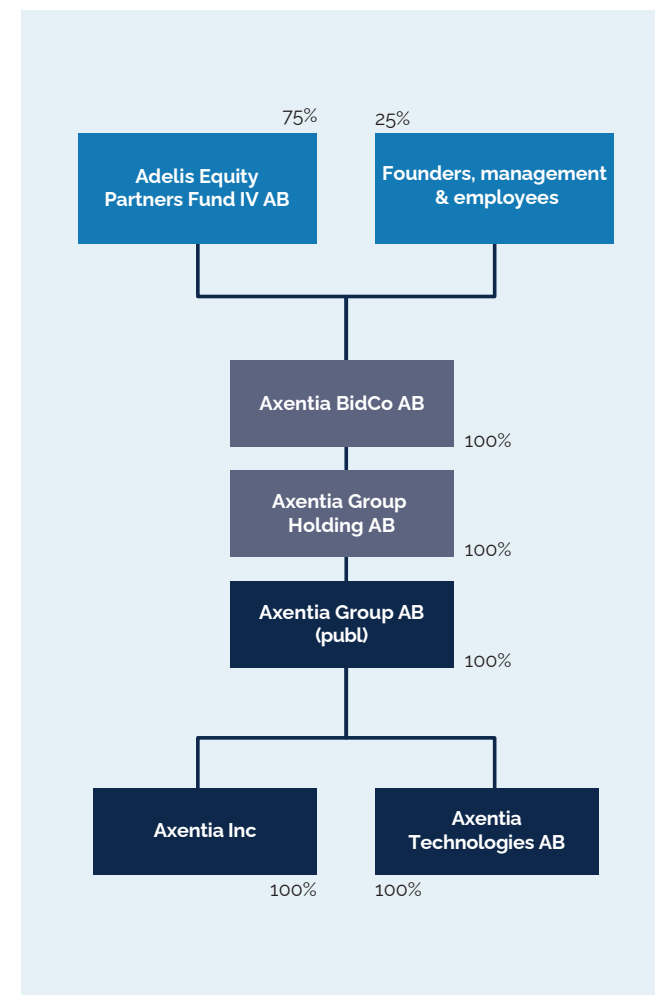 75%
25%
Adelis Equity
Partners Fund IV AB
Founders, management
& employees
Axentia BidCo AB
100%
Axentia Group
Holding AB
100%
Axentia Group AB
(publ)
100%
Axentia Inc
Axentia
Technologies AB
100%
100%